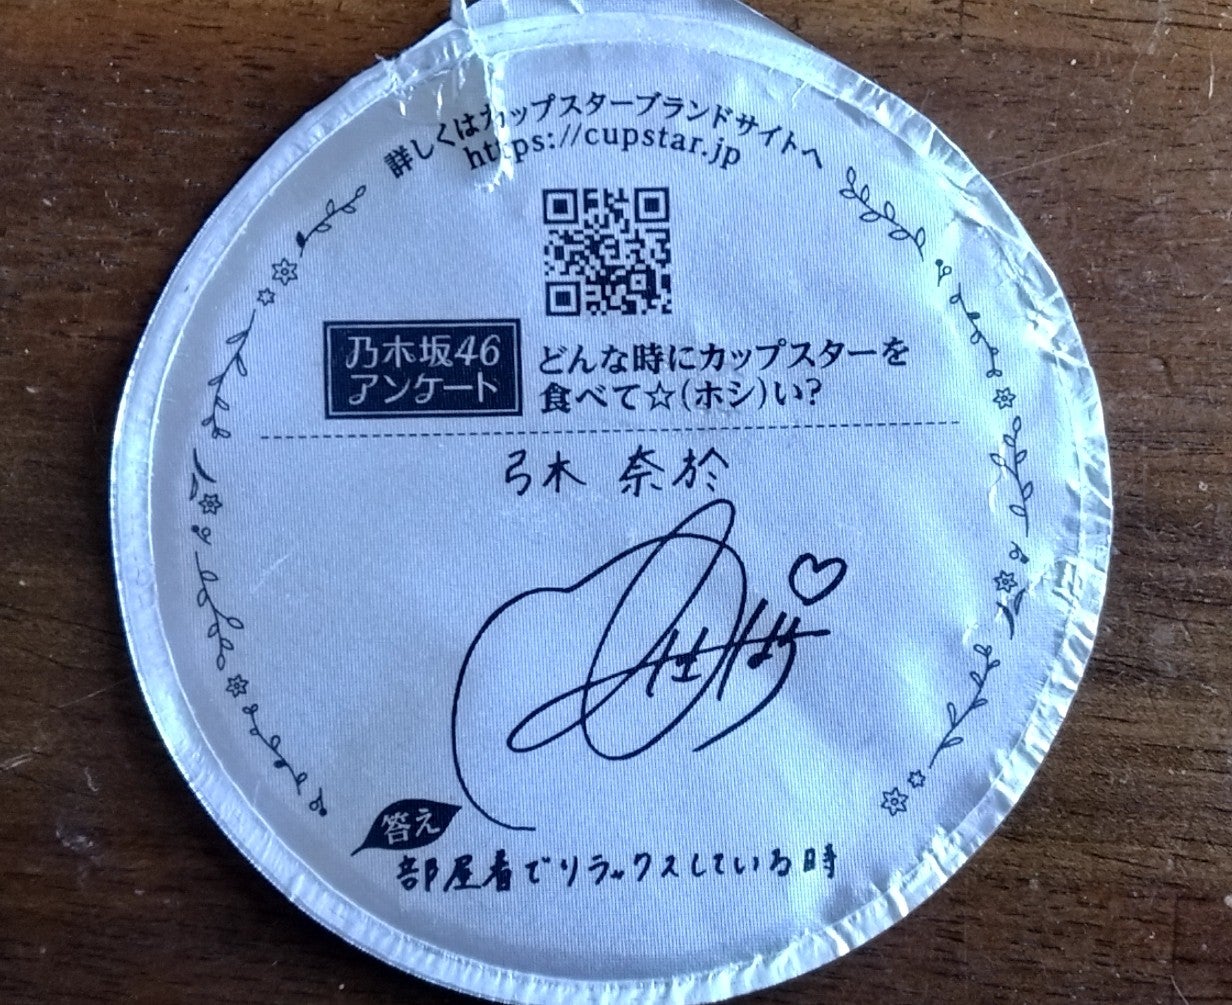 詳しくはカップスターブランドサイトへ
https://cupstar.jp
乃木坂46
アンケート
どんな時にカップスターを
食べて☆(ホシ)い?
弓木 奈於
答え
部屋着でリラックスしている時